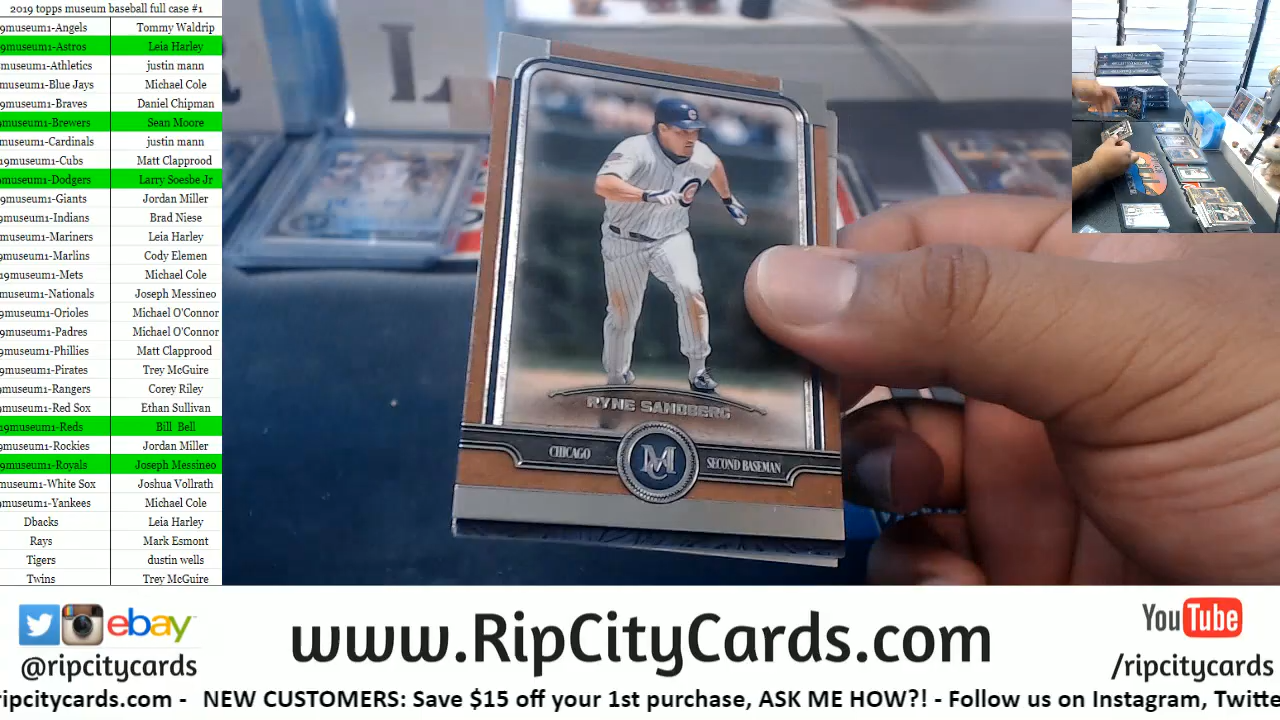 2019 topps museum baseball full case #1
9museum1-Angels Tommy Waldrip
9museum1-Astros Leia Harley
museum1-Athletics justin mann
museum1-Blue Jays Michael Cole
9museum1-Braves Daniel Chipman
museum1-Brewers Sean Moore
museum1-Cardinals justin mann
19museum1-Cubs Matt Clapprood
museum1-Dodgers Larry Soesbe Jr
9museum1-Giants Jordan Miller
9museum1-Indians Brad Niese
museum1-Mariners Leia Harley
museum1-Marlins Cody Elemen
19museum1-Mets Michael Cole
museum1-Nationals Joseph Messineo
9museum1-Orioles Michael O'Connor
9museum1-Padres Michael O'Connor
museum1-Phillies Matt Clapprood
museum1-Pirates Trey McGuire
museum1-Rangers Corey Riley
museum1-Red Sox Ethan Sullivan
19museum1-Reds Bill Bell
museum1-Rockies Jordan Miller
museum1-Royals Joseph Messineo
museum1-White Sox Joshua Vollrath
museum1-Yankees Michael Cole
Dbacks Leia Harley
Rays Mark Esmont
Tigers dustin wells
Twins Trey McGuire
RYNE SANDBERG
CHICAGO MC SECOND BASEMAN
ebay
@ripcitycards
www.RipCityCards.com
YouTube
/ripcitycards
ripcitycards.com - NEW CUSTOMERS: Save $15 off your 1st purchase, ASK ME HOW?! - Follow us on Instagram, Twitte